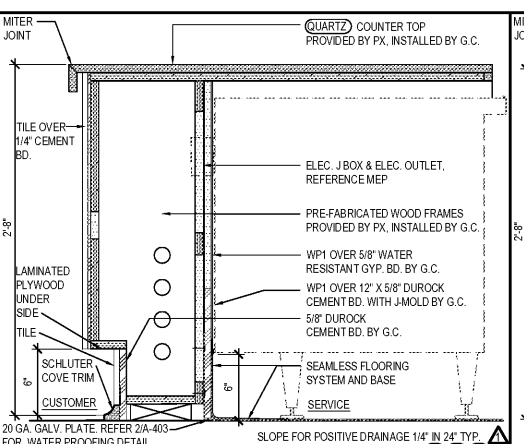 MITER
JOINT
QUARTZ COUNTER TOP
PROVIDED BY PX, INSTALLED BY G.C.
MI
JO
TILE OVER
1/4" CEMENT
BD.
ELEC. J BOX & ELEC. OUTLET,
REFERENCE MEP
PRE-FABRICATED WOOD FRAMES
PROVIDED BY PX, INSTALLED BY G.C.
2'-8"
2'-8"
WP1 OVER 5/8" WATER
RESISTANT GYP. BD. BY G.C.
LAMINATED
PLYWOOD
UNDER
SIDE
WP1 OVER 12" X 5/8" DUROCK
CEMENT BD. WITH J-MOLD BY G.C.
5/8" DUROCK
CEMENT BD. BY G.C.
TILE
SCHLUTER
COVE TRIM
6"
6"
SEAMLESS FLOORING
SYSTEM AND BASE
CUSTOMER
SERVICE
20 GA. GALV. PLATE. REFER 2/A-403
FOR WATER PROOFING DETAIL
SLOPE FOR POSITIVE DRAINAGE 1/4" IN 24" TYP.
1